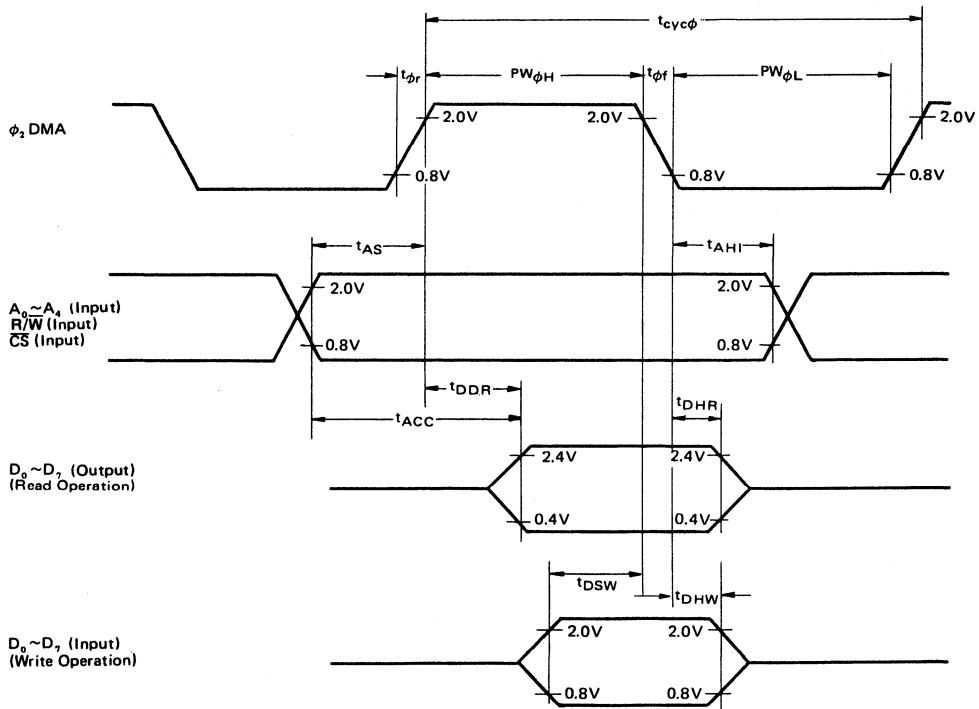 tcycϕ
tϕr
PWϕH
tϕf
PWϕL
ϕ₂ DMA
2.0V
2.0V
2.0V
0.8V
0.8V
0.8V
tAS
tAHI
A₀~A₄ (Input)
R/W̅ (Input)
C̅S̅ (Input)
2.0V
2.0V
0.8V
0.8V
tDDR
tACC
tDHR
D₀~D₇ (Output)
(Read Operation)
2.4V
2.4V
0.4V
0.4V
tDSW
tDHW
D₀~D₇ (Input)
(Write Operation)
2.0V
2.0V
0.8V
0.8V